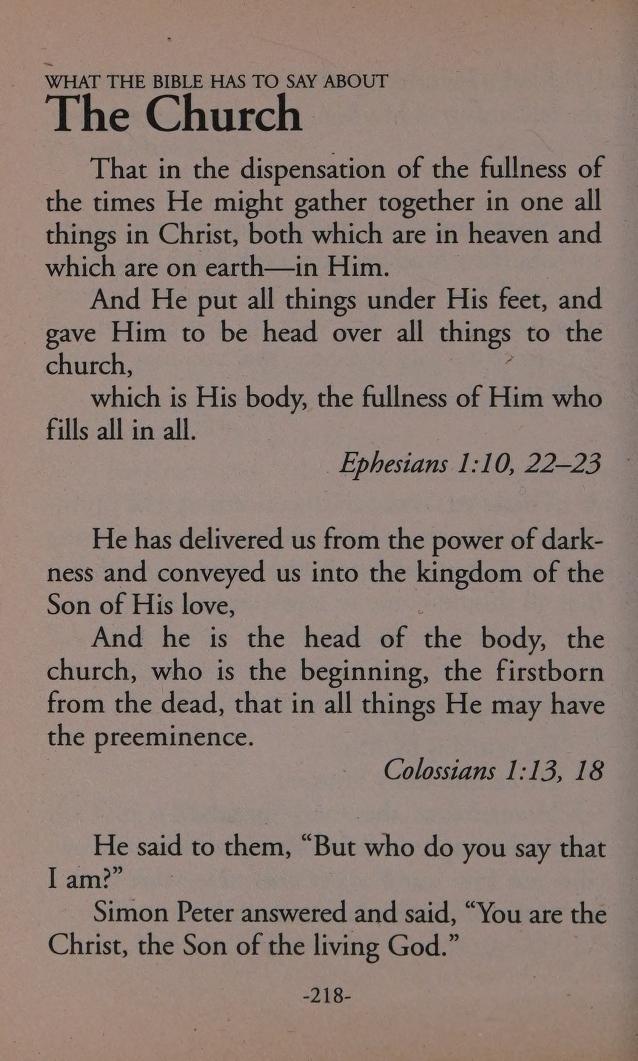 WHAT THE BIBLE HAS TO SAY ABOUT
The Church
That in the dispensation of the fullness of
the times He might gather together in one all
things in Christ, both which are in heaven and
which are on earth—in Him.
And He put all things under His feet, and
gave Him to be head over all things to the
church,
which is His body, the fullness of Him who
fills all in all.
Ephesians 1:10, 22–23
He has delivered us from the power of dark-
ness and conveyed us into the kingdom of the
Son of His love,
And he is the head of the body, the
church, who is the beginning, the firstborn
from the dead, that in all things He may have
the preeminence.
Colossians 1:13, 18
He said to them, “But who do you say that
I am?”
Simon Peter answered and said, “You are the
Christ, the Son of the living God.”
-218-